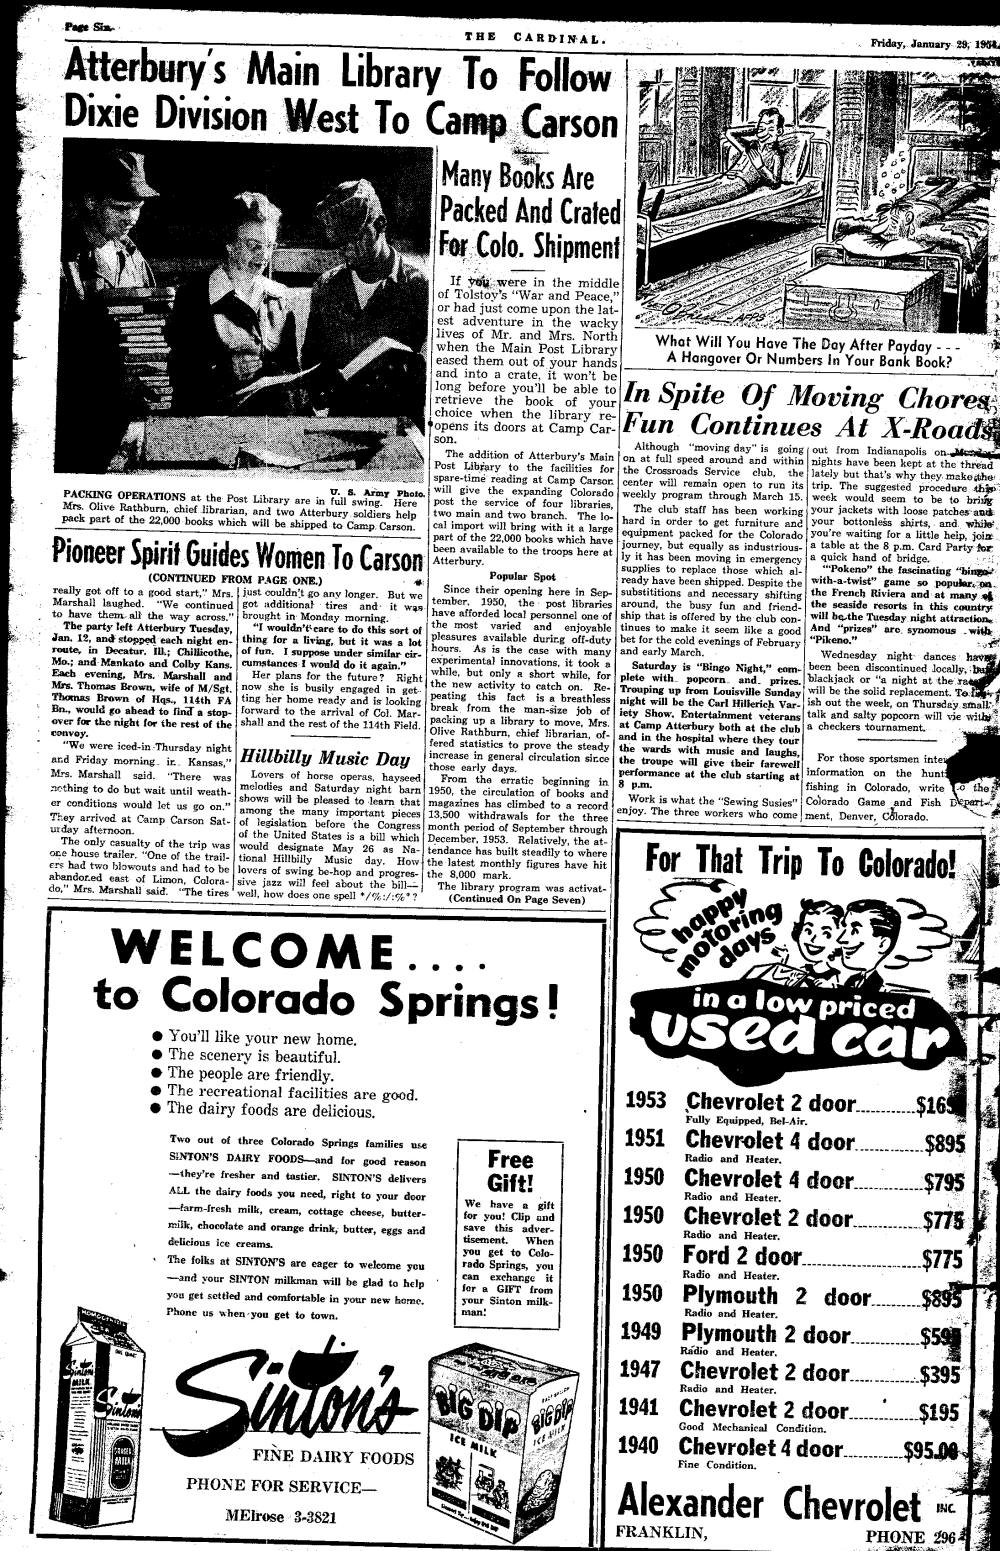 Page Six
THE CARDINAL.
Friday, January 29, 1954.
Atterbury's Main Library To Follow
Dixie Division West To Camp Carson
U. S. Army Photo.
PACKING OPERATIONS at the Post Library are in full swing. Here
Mrs. Olive Rathburn, chief librarian, and two Atterbury soldiers help
pack part of the 22,000 books which will be shipped to Camp Carson.
Many Books Are
Packed And Crated
For Colo. Shipment
If you were in the middle
of Tolstoy's "War and Peace,"
or had just come upon the lat-
est adventure in the wacky
lives of Mr. and Mrs. North
when the Main Post Library
eased them out of your hands
and into a crate, it won't be
long before you'll be able to
retrieve the book of your
choice when the library re-
opens its doors at Camp Car-
son.
The addition of Atterbury's Main
Post Library to the facilities for
spare-time reading at Camp Carson
will give the expanding Colorado
post the service of four libraries,
two main and two branch. The lo-
cal import will bring with it a large
part of the 22,000 books which have
been available to the troops here at
Atterbury.
Popular Spot
Since their opening here in Sep-
tember, 1950, the post libraries
have afforded local personnel one of
the most varied and enjoyable
pleasures available during off-duty
hours. As is the case with many
experimental innovations, it took a
while, but only a short while, for
the new activity to catch on. Re-
peating this fact is a breathless
break from the man-size job of
packing up a library to move, Mrs.
Olive Rathburn, chief librarian, of-
fered statistics to prove the steady
increase in general circulation since
those early days.
From the erratic beginning in
1950, the circulation of books and
magazines has climbed to a record
13,500 withdrawals for the three
month period of September through
December, 1953. Relatively, the at-
tendance has built steadily to where
the latest monthly figures have hit
the 8,000 mark.
The library program was activat-
(Continued On Page Seven)
Pioneer Spirit Guides Women To Carson
(CONTINUED FROM PAGE ONE.)
really got off to a good start," Mrs.
Marshall laughed. "We continued
to have them all the way across."
The party left Atterbury Tuesday,
Jan. 12, and stopped each night en-
route, in Decatur. Ill.; Chillicothe,
Mo.; and Mankato and Colby Kans.
Each evening, Mrs. Marshall and
Mrs. Thomas Brown, wife of M/Sgt.
Thomas Brown of Hqs., 114th FA
Bn., would go ahead to find a stop-
over for the night for the rest of the
convoy.
"We were iced-in Thursday night
and Friday morning in Kansas,"
Mrs. Marshall said. "There was
nothing to do but wait until weath-
er conditions would let us go on."
They arrived at Camp Carson Sat-
urday afternoon.
The only casualty of the trip was
one house trailer. "One of the trail-
ers had two blowouts and had to be
abandoned east of Limon, Colora-
do," Mrs. Marshall said. "The tires
just couldn't go any longer. But we
got additional tires and it was
brought in Monday morning.
"I wouldn't care to do this sort of
thing for a living, but it was a lot
of fun. I suppose under similar cir-
cumstances I would do it again."
Her plans for the future? Right
now she is busily engaged in get-
ting her home ready and is looking
forward to the arrival of Col. Mar-
shall and the rest of the 114th Field.
Hillbilly Music Day
Lovers of horse operas, hayseed
melodies and Saturday night barn
shows will be pleased to learn that
among the many important pieces
of legislation before the Congress
of the United States is a bill which
would designate May 26 as Na-
tional Hillbilly Music day. How
lovers of swing be-hop and progres-
sive jazz will feel about the bill—
well, how does one spell */%:/:%*?
OZNEL AFPS
What Will You Have The Day After Payday - - -
A Hangover Or Numbers In Your Bank Book?
In Spite Of Moving Chores
Fun Continues At X-Roads
Although "moving day" is going
on at full speed around and within
the Crossroads Service club, the
center will remain open to run its
weekly program through March 15.
The club staff has been working
hard in order to get furniture and
equipment packed for the Colorado
journey, but equally as industrious-
ly it has been moving in emergency
supplies to replace those which al-
ready have been shipped. Despite the
substitutions and necessary shifting
around, the busy fun and friend-
ship that is offered by the club con-
tinues to make it seem like a good
bet for the cold evenings of February
and early March.
Saturday is "Bingo Night," com-
plete with popcorn and prizes.
Trouping up from Louisville Sunday
night will be the Carl Hillerich Var-
iety Show. Entertainment veterans
at Camp Atterbury both at the club
and in the hospital where they tour
the wards with music and laughs,
the troupe will give their farewell
performance at the club starting at
8 p.m.
Work is what the "Sewing Susies"
enjoy. The three workers who come
out from Indianapolis on
nights have been kept at the thread
lately but that's why they make the
trip. The suggested procedure this
week would seem to be to bring
your jackets with loose patches and
your bottonless shirts, and while
you're waiting for a little help, join
a table at the 8 p.m. Card Party for
a quick hand of bridge.
"Pokeno" the fascinating "bingo-
with-a-twist" game so popular on
the French Riviera and at many of
the seaside resorts in this country
will be the Tuesday night attraction.
And "prizes" are synomous with
"Pikeno."
Wednesday night dances have
been been discontinued locally, but
blackjack or "a night at the races"
will be the solid replacement. To fin-
ish out the week, on Thursday small
talk and salty popcorn will vie with
a checkers tournament.
For those sportsmen
information on the
fishing in Colorado, write to the
Colorado Game and Fish Depart-
ment, Denver, Colorado.
WELCOME....
to Colorado Springs!
● You'll like your new home.
● The scenery is beautiful.
● The people are friendly.
● The recreational facilities are good.
● The dairy foods are delicious.
Two out of three Colorado Springs families use
SINTON'S DAIRY FOODS—and for good reason
—they're fresher and tastier. SINTON'S delivers
ALL the dairy foods you need, right to your door
—farm-fresh milk, cream, cottage cheese, butter-
milk, chocolate and orange drink, butter, eggs and
delicious ice creams.
The folks at SINTON'S are eager to welcome you
—and your SINTON milkman will be glad to help
you get settled and comfortable in your new home.
Phone us when you get to town.
Free
Gift!
We have a gift
for you! Clip and
save this adver-
tisement. When
you get to Colo-
rado Springs, you
can exchange it
for a GIFT from
your Sinton milk-
man!
HOMOGENIZED
Sinton's
MILK
Sinton's
Sinton's
FINE DAIRY FOODS
PHONE FOR SERVICE—
MElrose 3-3821
BIG DIP
ICE MILK
BIG DIP
ICE MILK
For That Trip To Colorado!
happy
motoring
days
in a low priced
used car
1953 Chevrolet 2 door
Fully Equipped, Bel-Air.
1951 Chevrolet 4 door $895
Radio and Heater.
1950 Chevrolet 4 door $795
Radio and Heater.
1950 Chevrolet 2 door $775
Radio and Heater.
1950 Ford 2 door $775
Radio and Heater.
1950 Plymouth 2 door $895
Radio and Heater.
1949 Plymouth 2 door
Radio and Heater.
1947 Chevrolet 2 door $395
Radio and Heater.
1941 Chevrolet 2 door $195
Good Mechanical Condition.
1940 Chevrolet 4 door $95.00
Fine Condition.
Alexander Chevrolet INC.
FRANKLIN, PHONE 296